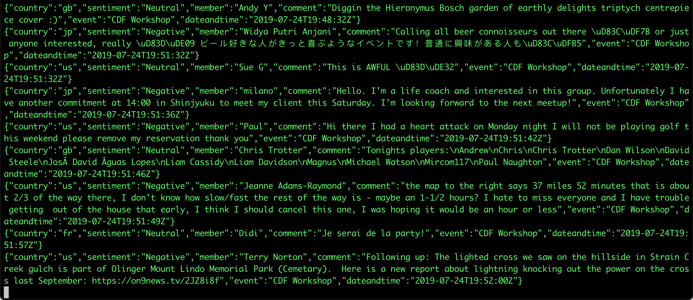 {"country":"gb","sentiment":"Neutral","member":"Andy Y","comment":"Diggin the Hieronymus Bosch garden of earthly delights triptych centrepie
ce cover :)","event":"CDF Workshop","dateandtime":"2019-07-24T19:48:32Z"}
{"country":"jp","sentiment":"Negative","member":"Widya Putri Anjani","comment":"Calling all beer connoisseurs out there \uD83C\uDF7B or just
 anyone interested, really \uD83D\uDE09 ビール好きな人がきっと喜ぶようなイベントです! 普通に興味がある人も\uD83C\uDFB5","event":"CDF Worksho
p","dateandtime":"2019-07-24T19:51:32Z"}
{"country":"us","sentiment":"Negative","member":"Sue G","comment":"This is AWFUL \uD83D\uDE32","event":"CDF Workshop","dateandtime":"2019-07-
24T19:51:32Z"}
{"country":"jp","sentiment":"Negative","member":"milano","comment":"Hello. I’m a life coach and interested in this group. Unfortunately I ha
ve another commitment at 14:00 in Shinjyuku to meet my client this Saturday. I’m looking forward to the next meetup!","event":"CDF Workshop"
,"dateandtime":"2019-07-24T19:51:36Z"}
{"country":"us","sentiment":"Negative","member":"Paul","comment":"Hi there I had a heart attack on Monday night I will not be playing golf t
his weekend please remove my reservation thank you","event":"CDF Workshop","dateandtime":"2019-07-24T19:51:42Z"}
{"country":"gb","sentiment":"Neutral","member":"Chris Trotter","comment":"Tonights players:\nAndrew\nChris\nChris Trotter\nDan Wilson\nDavid
 Steele\nJosÃ David Ãguas Lopes\nLiam Cassidy\nLiam Davidson\nMagnus\nMichael Watson\nMircom117\nPaul Naughton","event":"CDF Workshop","date
andtime":"2019-07-24T19:51:46Z"}
{"country":"us","sentiment":"Negative","member":"Jeanne Adams-Raymond","comment":"the map to the right says 37 miles 52 minutes that is abou
t 2/3 of the way there, I don’t know how slow/fast the rest of the way is - maybe an 1-1/2 hours? I hate to miss everyone and I have trouble
 getting  out of the house that early, I think I should cancel this one, I was hoping it would be an hour or less","event":"CDF Workshop","d
ateandtime":"2019-07-24T19:51:49Z"}
{"country":"fr","sentiment":"Neutral","member":"Didi","comment":"Je serai de la party!","event":"CDF Workshop","dateandtime":"2019-07-24T19:
51:57Z"}
{"country":"us","sentiment":"Negative","member":"Terry Norton","comment":"Following up: The lighted cross we saw on the hillside in Strain C
reek gulch is part of Olinger Mount Lindo Memorial Park (Cemetary).  Here is a new report about lightning knocking out the power on the cro
ss last September: https://on9news.tv/2JZ8i8f","event":"CDF Workshop","dateandtime":"2019-07-24T19:52:00Z"}